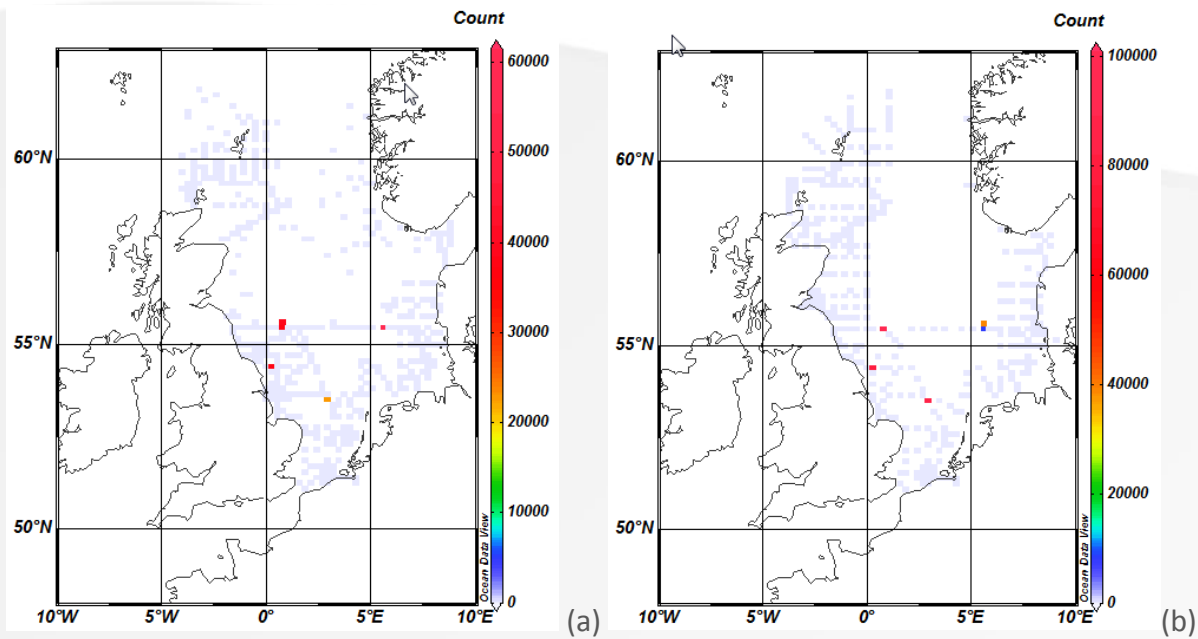 Count
60000
50000
40000
30000
20000
10000
0
60°N
55°N
50°N
10°W 5°W 0° 5°E 10°E
Ocean Data View
(a)
Count
100000
80000
60000
40000
20000
0
60°N
55°N
50°N
10°W 5°W 0° 5°E 10°E
Ocean Data View
(b)